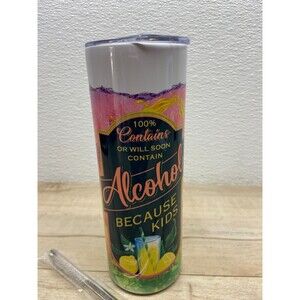 100%
Contains
OR WILL SOON
CONTAIN
Alcohol
BECAUSE
KIDS